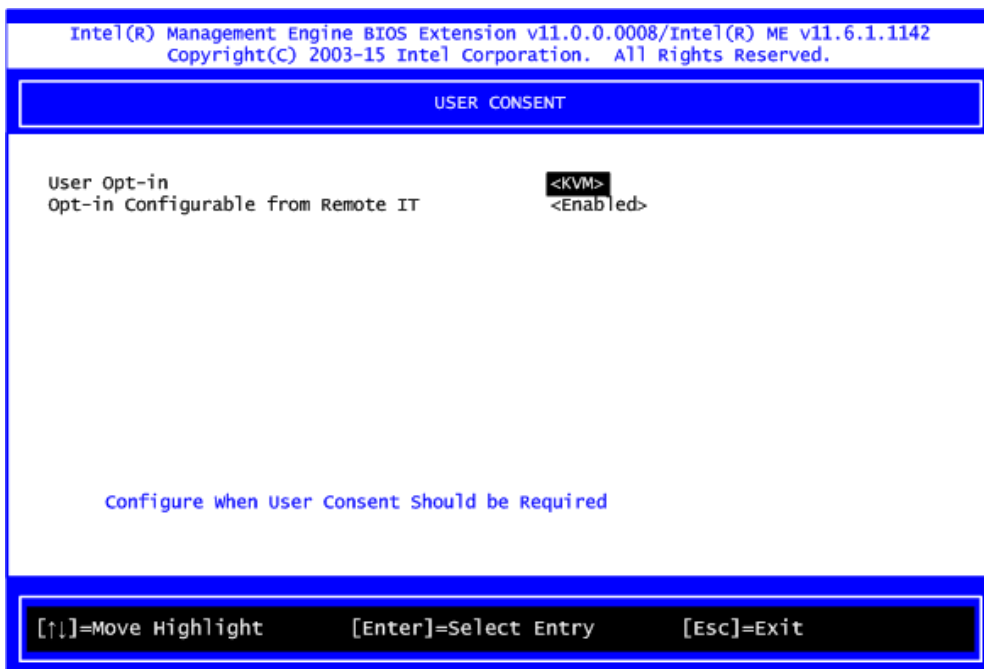 Intel(R) Management Engine BIOS Extension v11.0.0.0008/Intel(R) ME v11.6.1.1142
Copyright(C) 2003-15 Intel Corporation. All Rights Reserved.
USER CONSENT
User Opt-in <KVM>
Opt-in Configurable from Remote IT <Enabled>
Configure When User Consent Should be Required
[↑↓]=Move Highlight [Enter]=Select Entry [Esc]=Exit